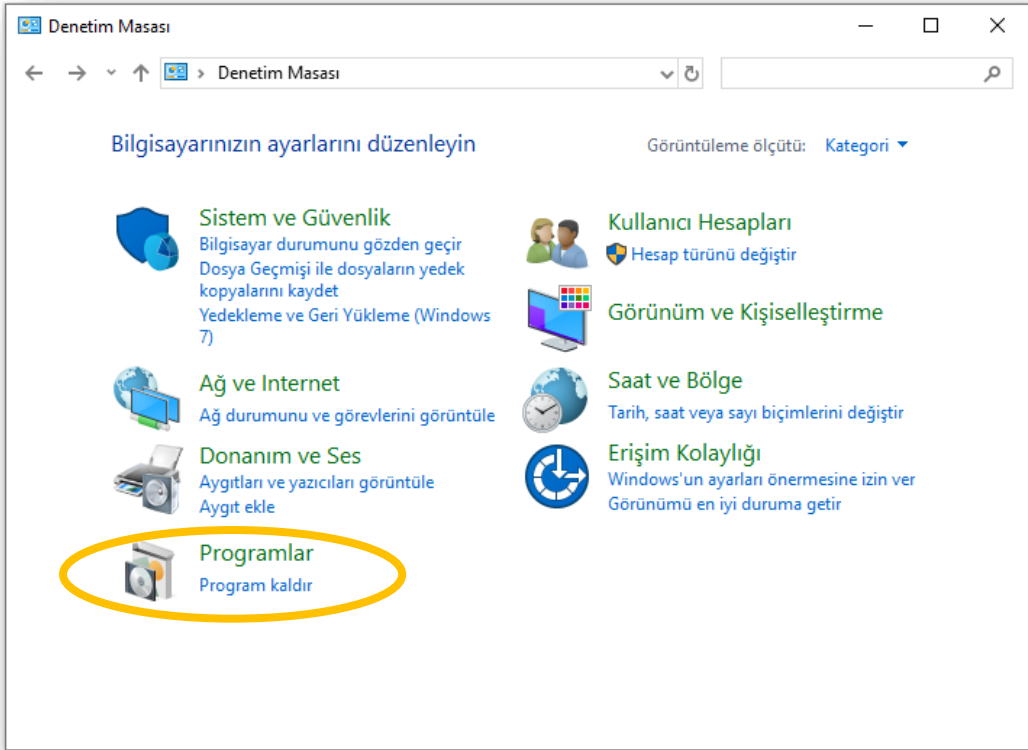 Denetim Masası
Denetim Masası
Bilgisayarınızın ayarlarını düzenleyin
Görüntüleme ölçütü: Kategori
Sistem ve Güvenlik
Bilgisayar durumunu gözden geçir
Dosya Geçmişi ile dosyaların yedek
kopyalarını kaydet
Yedekleme ve Geri Yükleme (Windows
7)
Ağ ve Internet
Ağ durumunu ve görevlerini görüntüle
Donanım ve Ses
Aygıtları ve yazıcıları görüntüle
Aygıt ekle
Programlar
Program kaldır
Kullanıcı Hesapları
Hesap türünü değiştir
Görünüm ve Kişiselleştirme
Saat ve Bölge
Tarih, saat veya sayı biçimlerini değiştir
Erişim Kolaylığı
Windows'un ayarları önermesine izin ver
Görünümü en iyi duruma getir